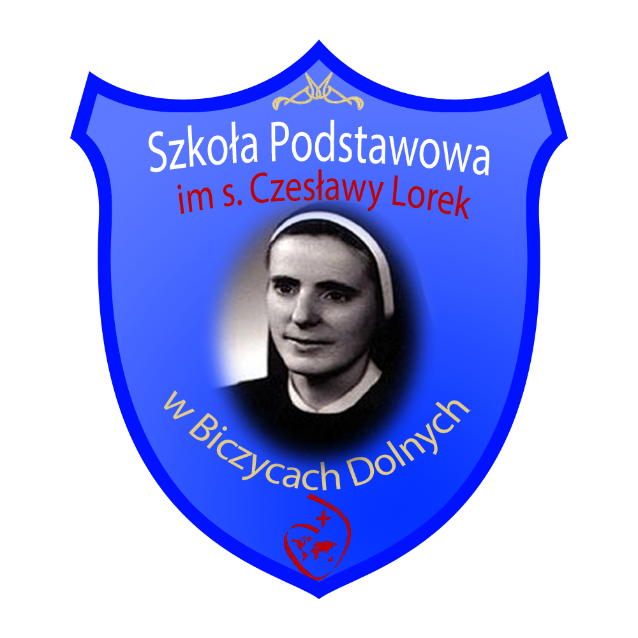 Szkoła Podstawowa
im s. Czesławy Lorek
w Biczycach Dolnych